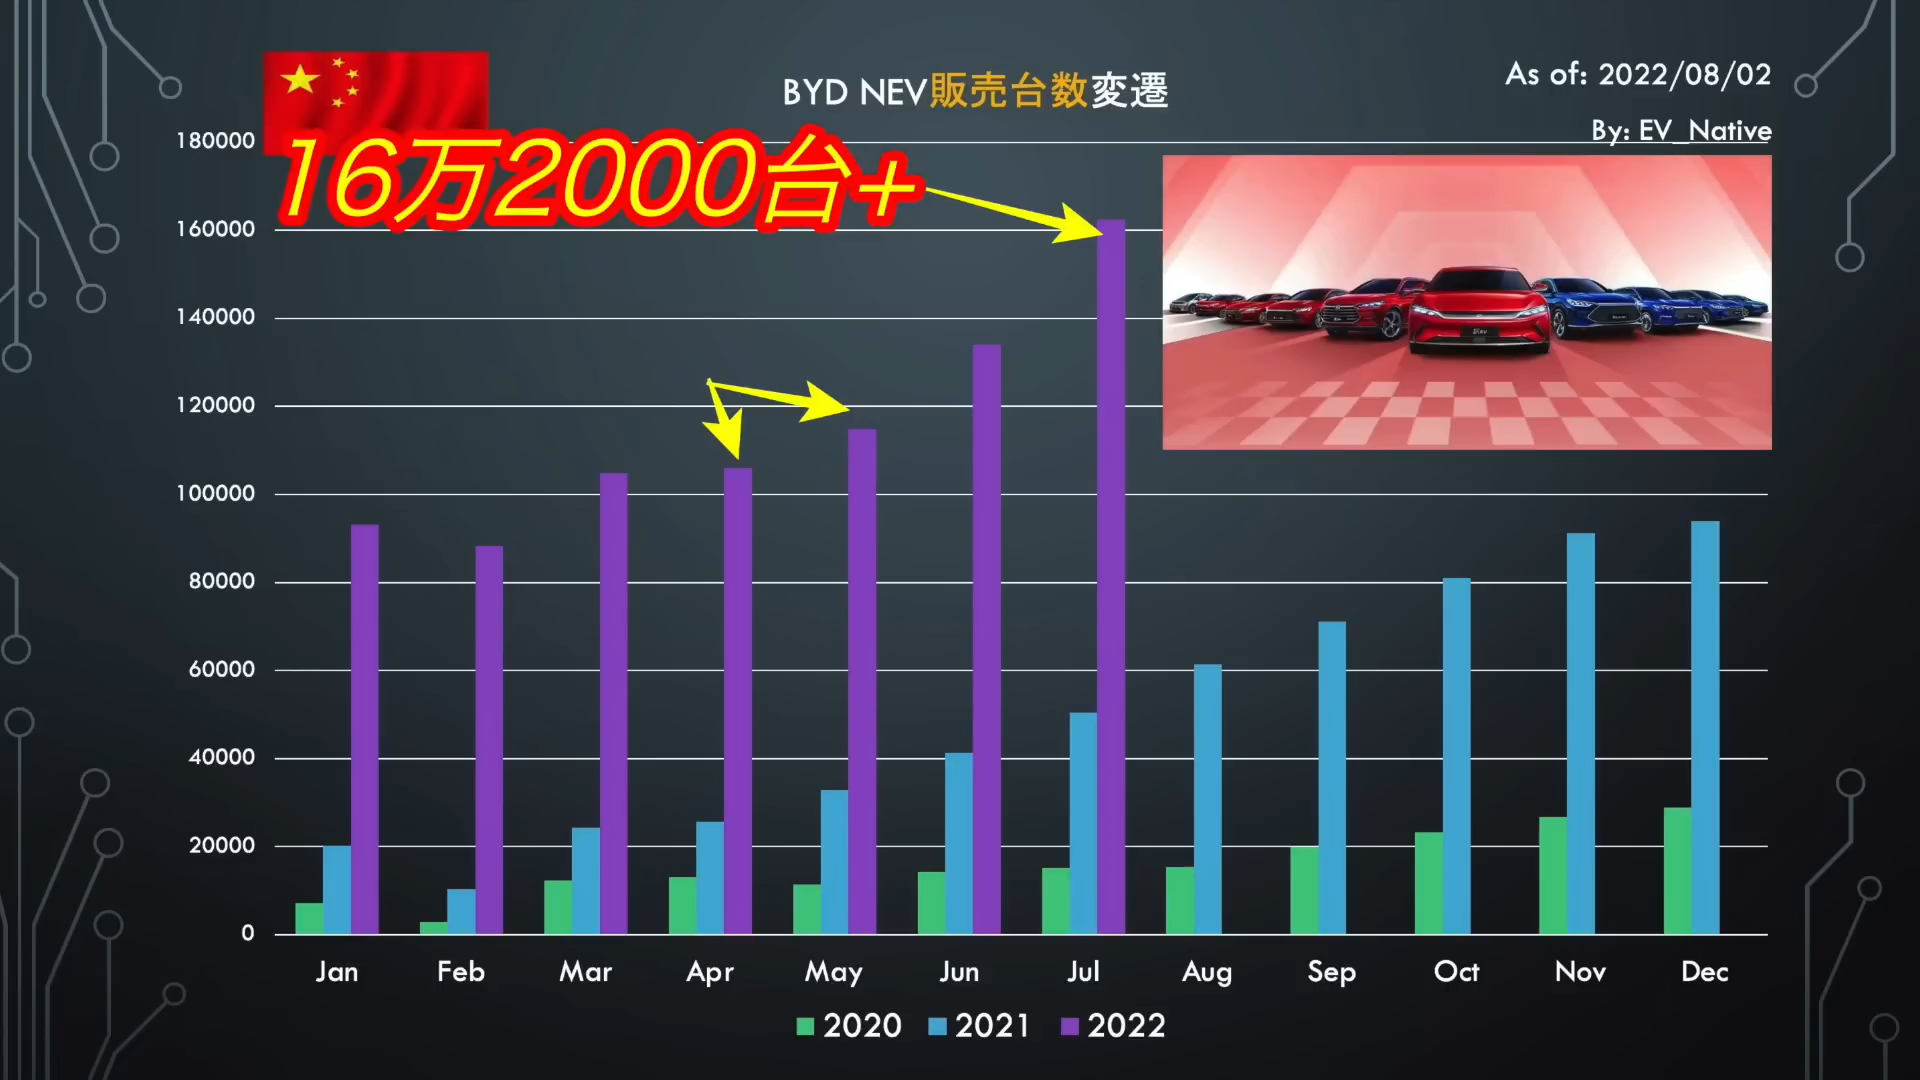 BYD NEV販売台数変遷
As of: 2022/08/02
By: EV_Native
16万2000台+
180000
160000
140000
120000
100000
80000
60000
40000
20000
0
Jan Feb Mar Apr May Jun Jul Aug Sep Oct Nov Dec
2020 2021 2022